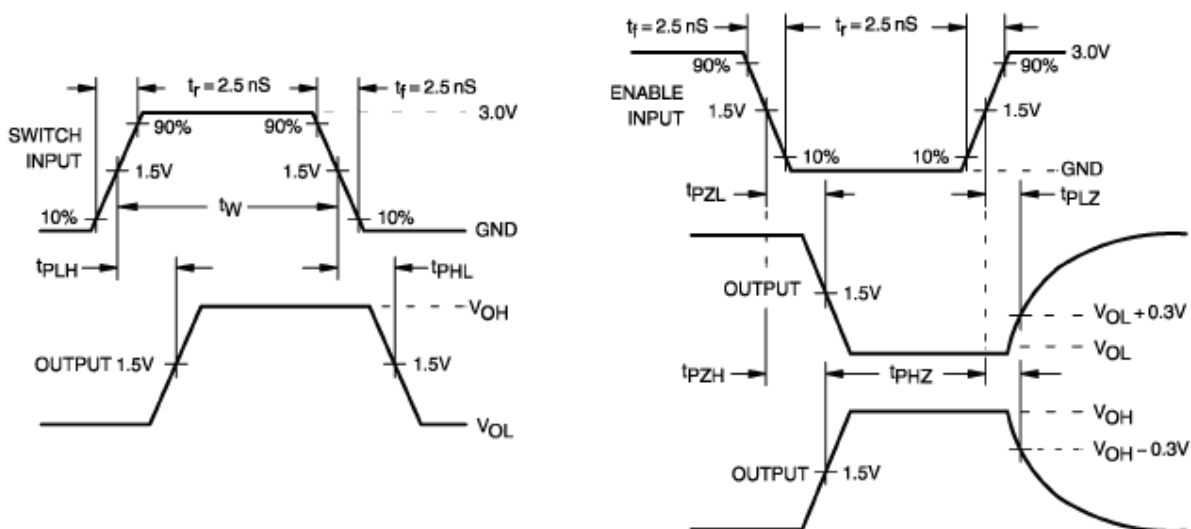 tr = 2.5 nS
tf = 2.5 nS
3.0V
90%
90%
SWITCH
INPUT
1.5V
1.5V
10%
tW
10%
GND
tPLH
tPHL
VOH
OUTPUT 1.5V
1.5V
VOL
tf = 2.5 nS
tr = 2.5 nS
3.0V
90%
90%
ENABLE
INPUT
1.5V
1.5V
10%
10%
GND
tPZL
tPLZ
OUTPUT
1.5V
VOL + 0.3V
VOL
tPZH
tPHZ
VOH
VOH – 0.3V
OUTPUT
1.5V